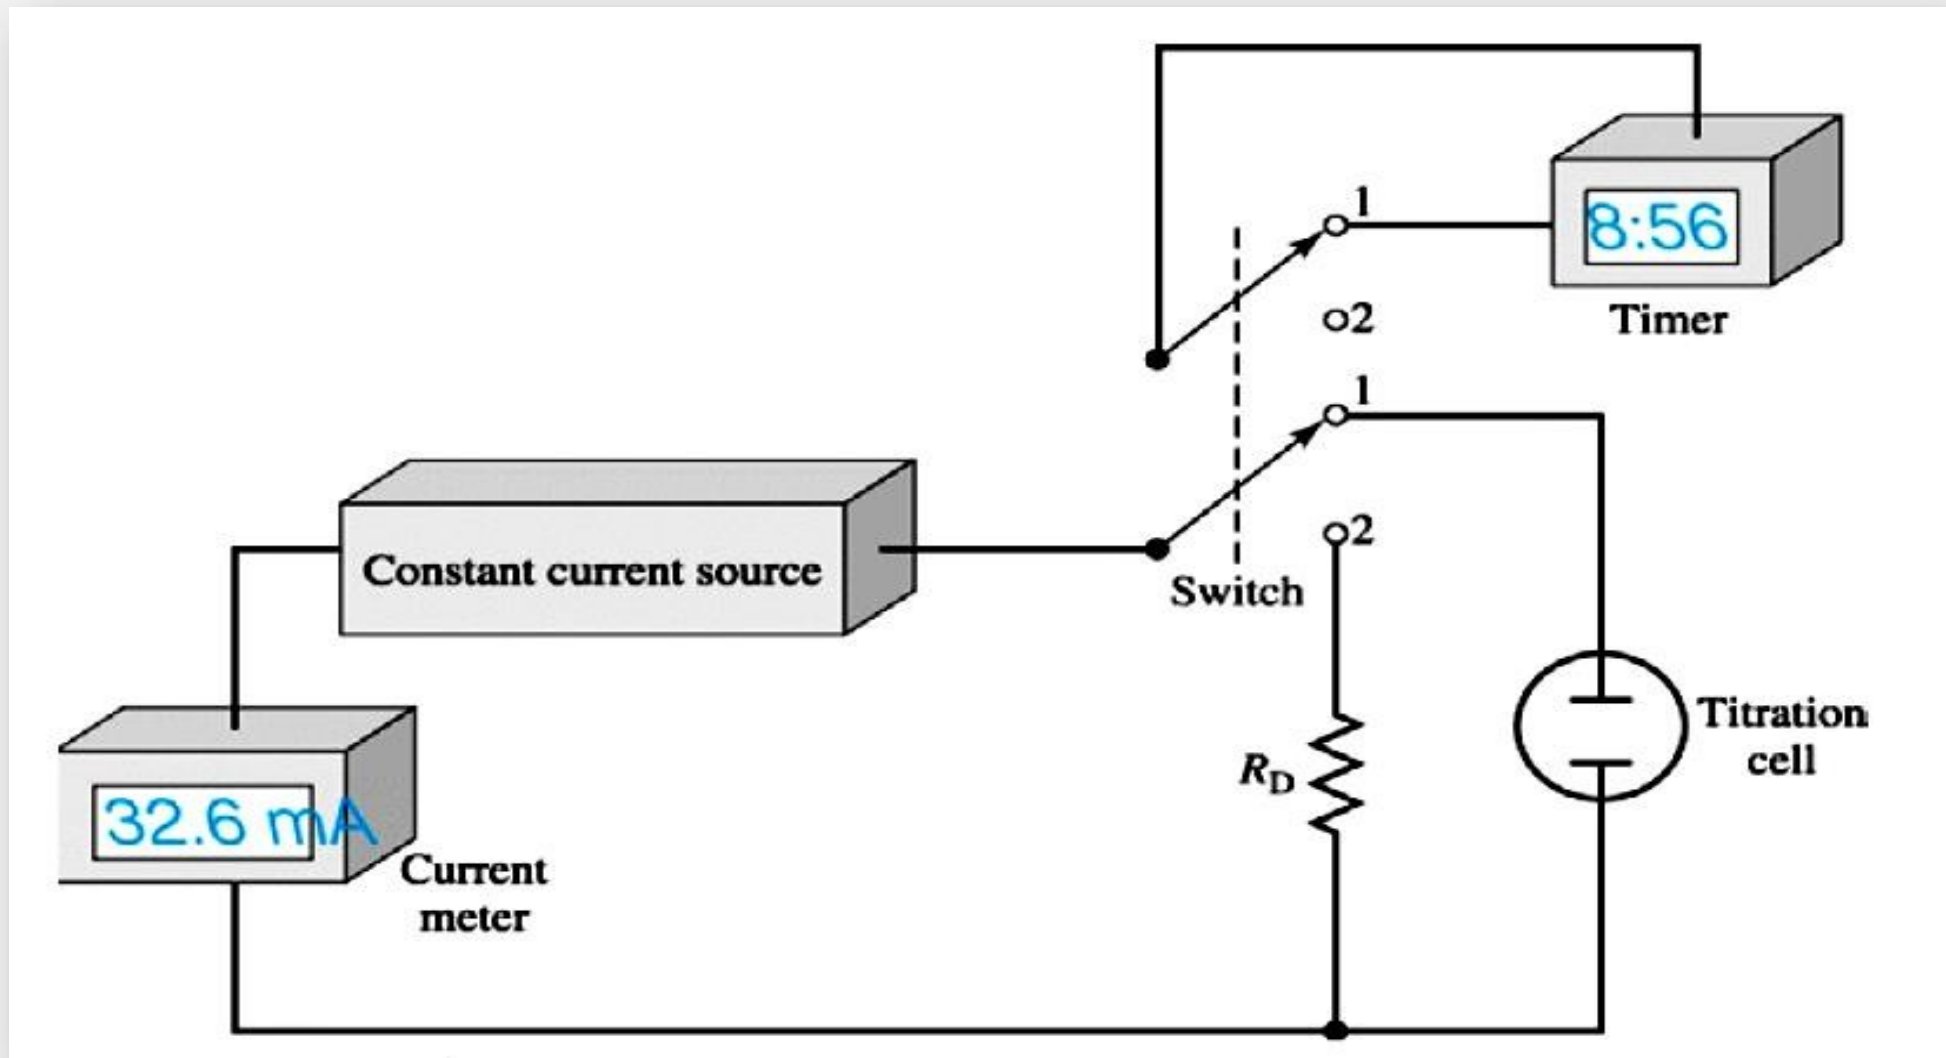 1
8:56
2
Timer
1
Constant current source
2
Switch
R_D
Titration
cell
32.6 mA
Current
meter